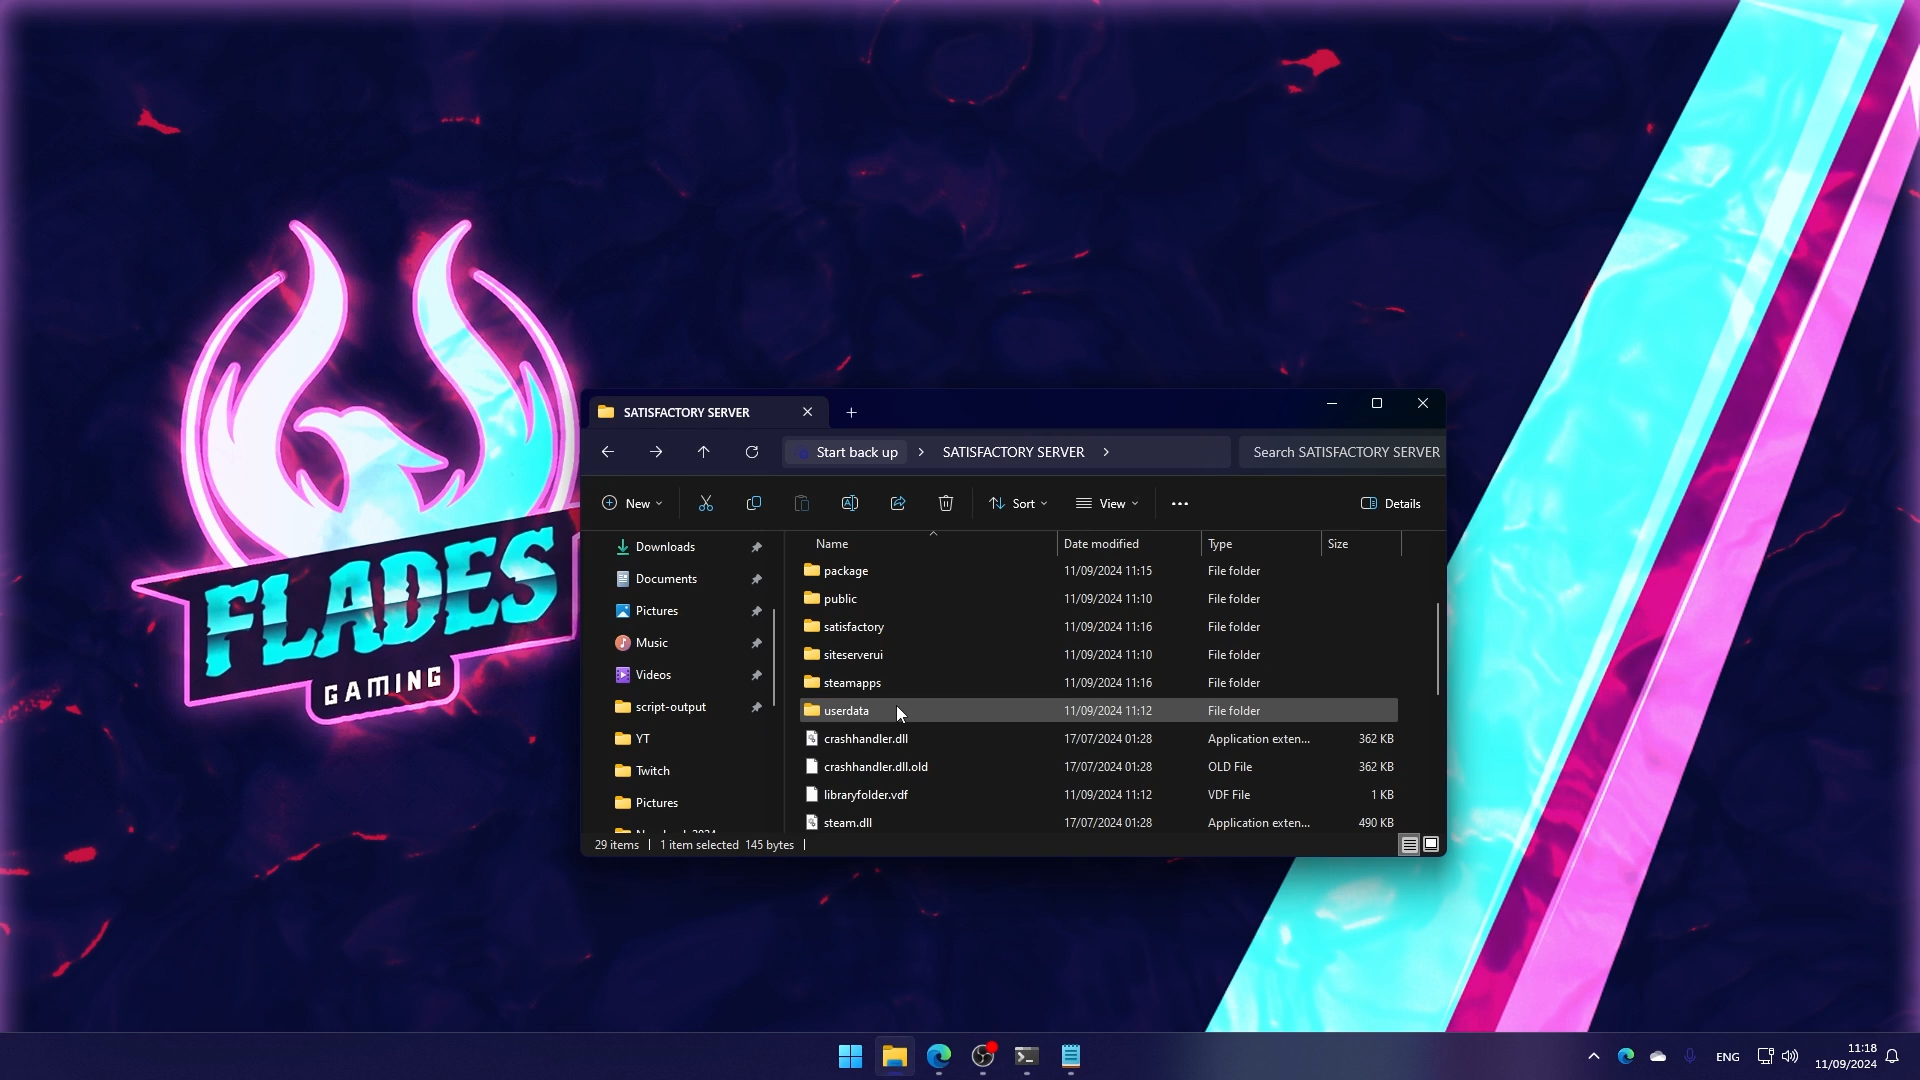 FLADES
GAMING
SATISFACTORY SERVER
Start back up
SATISFACTORY SERVER
Search SATISFACTORY SERVER
New
Sort
View
Details
Downloads
Documents
Pictures
Music
Videos
script-output
YT
Twitch
Pictures
Name Date modified Type Size
package 11/09/2024 11:15 File folder
public 11/09/2024 11:10 File folder
satisfactory 11/09/2024 11:16 File folder
siteserverui 11/09/2024 11:10 File folder
steamapps 11/09/2024 11:16 File folder
userdata 11/09/2024 11:12 File folder
crashhandler.dll 17/07/2024 01:28 Application exten... 362 KB
crashhandler.dll.old 17/07/2024 01:28 OLD File 362 KB
libraryfolder.vdf 11/09/2024 11:12 VDF File 1 KB
steam.dll 17/07/2024 01:28 Application exten... 490 KB
29 items 1 item selected 145 bytes
ENG
11:18
11/09/2024